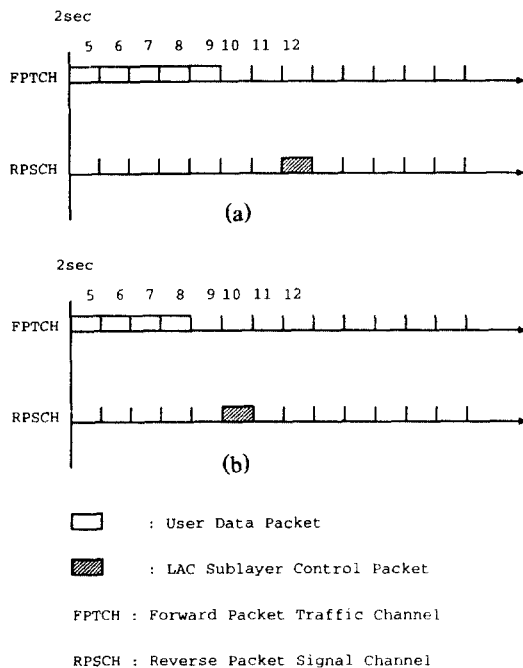 2sec
5 6 7 8 9 10 11 12
FPTCH
RPSCH
(a)
2sec
5 6 7 8 9 10 11 12
FPTCH
RPSCH
(b)
: User Data Packet
: LAC Sublayer Control Packet
FPTCH : Forward Packet Traffic Channel
RPSCH : Reverse Packet Signal Channel